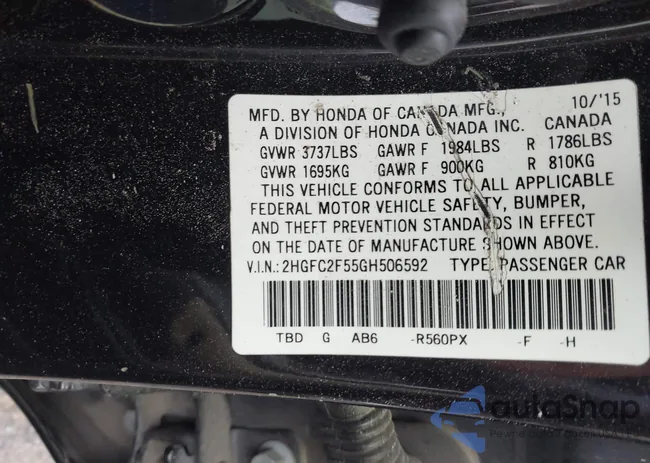 MFD. BY HONDA OF CANADA MFG., 10/'15
A DIVISION OF HONDA CANADA INC. CANADA
GVWR 3737LBS GAWR F 1984LBS R 1786LBS
GVWR 1695KG GAWR F 900KG R 810KG
THIS VEHICLE CONFORMS TO ALL APPLICABLE
FEDERAL MOTOR VEHICLE SAFETY, BUMPER,
AND THEFT PREVENTION STANDARDS IN EFFECT
ON THE DATE OF MANUFACTURE SHOWN ABOVE.
V.I.N.: 2HGFC2F55GH506592 TYPE: PASSENGER CAR
TBD G AB6 -R560PX -F -H
autaSnap